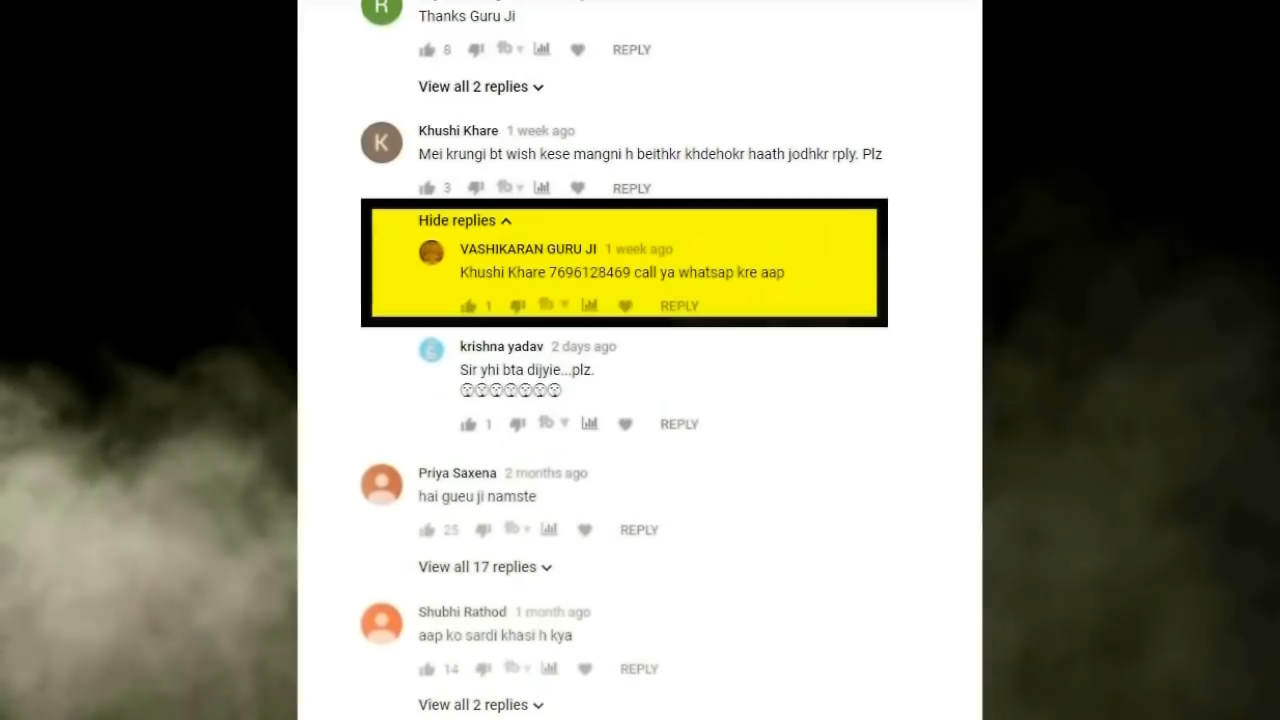 R
Thanks Guru Ji
8 REPLY
View all 2 replies
K
Khushi Khare 1 week ago
Mei krungi bt wish kese mangni h beithkr khdehokr haath jodhkr rply. Plz
3 REPLY
Hide replies
VASHIKARAN GURU JI 1 week ago
Khushi Khare 7696128469 call ya whatsap kre aap
1 REPLY
krishna yadav 2 days ago
Sir yhi bta dijyie...plz.
1 REPLY
Priya Saxena 2 months ago
hai gueu ji namste
25 REPLY
View all 17 replies
Shubhi Rathod 1 month ago
aap ko sardi khasi h kya
14 REPLY
View all 2 replies